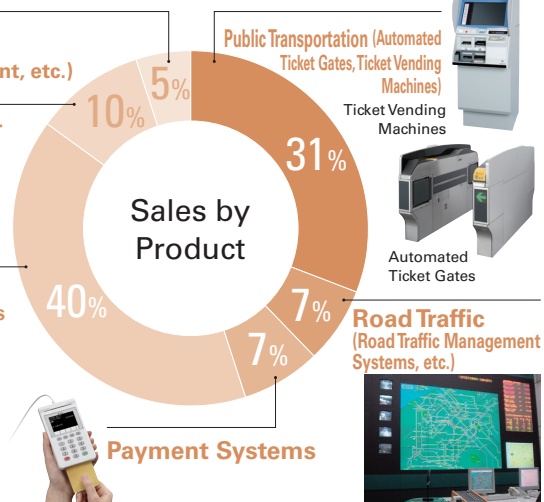 Public Transportation (Automated
Ticket Gates, Ticket Vending
Machines)
Ticket Vending
Machines
nt, etc.)
5%
10%
31%
Sales by
Product
Automated
Ticket Gates
40%
7%
Road Traffic
(Road Traffic Management
Systems, etc.)
7%
Payment Systems